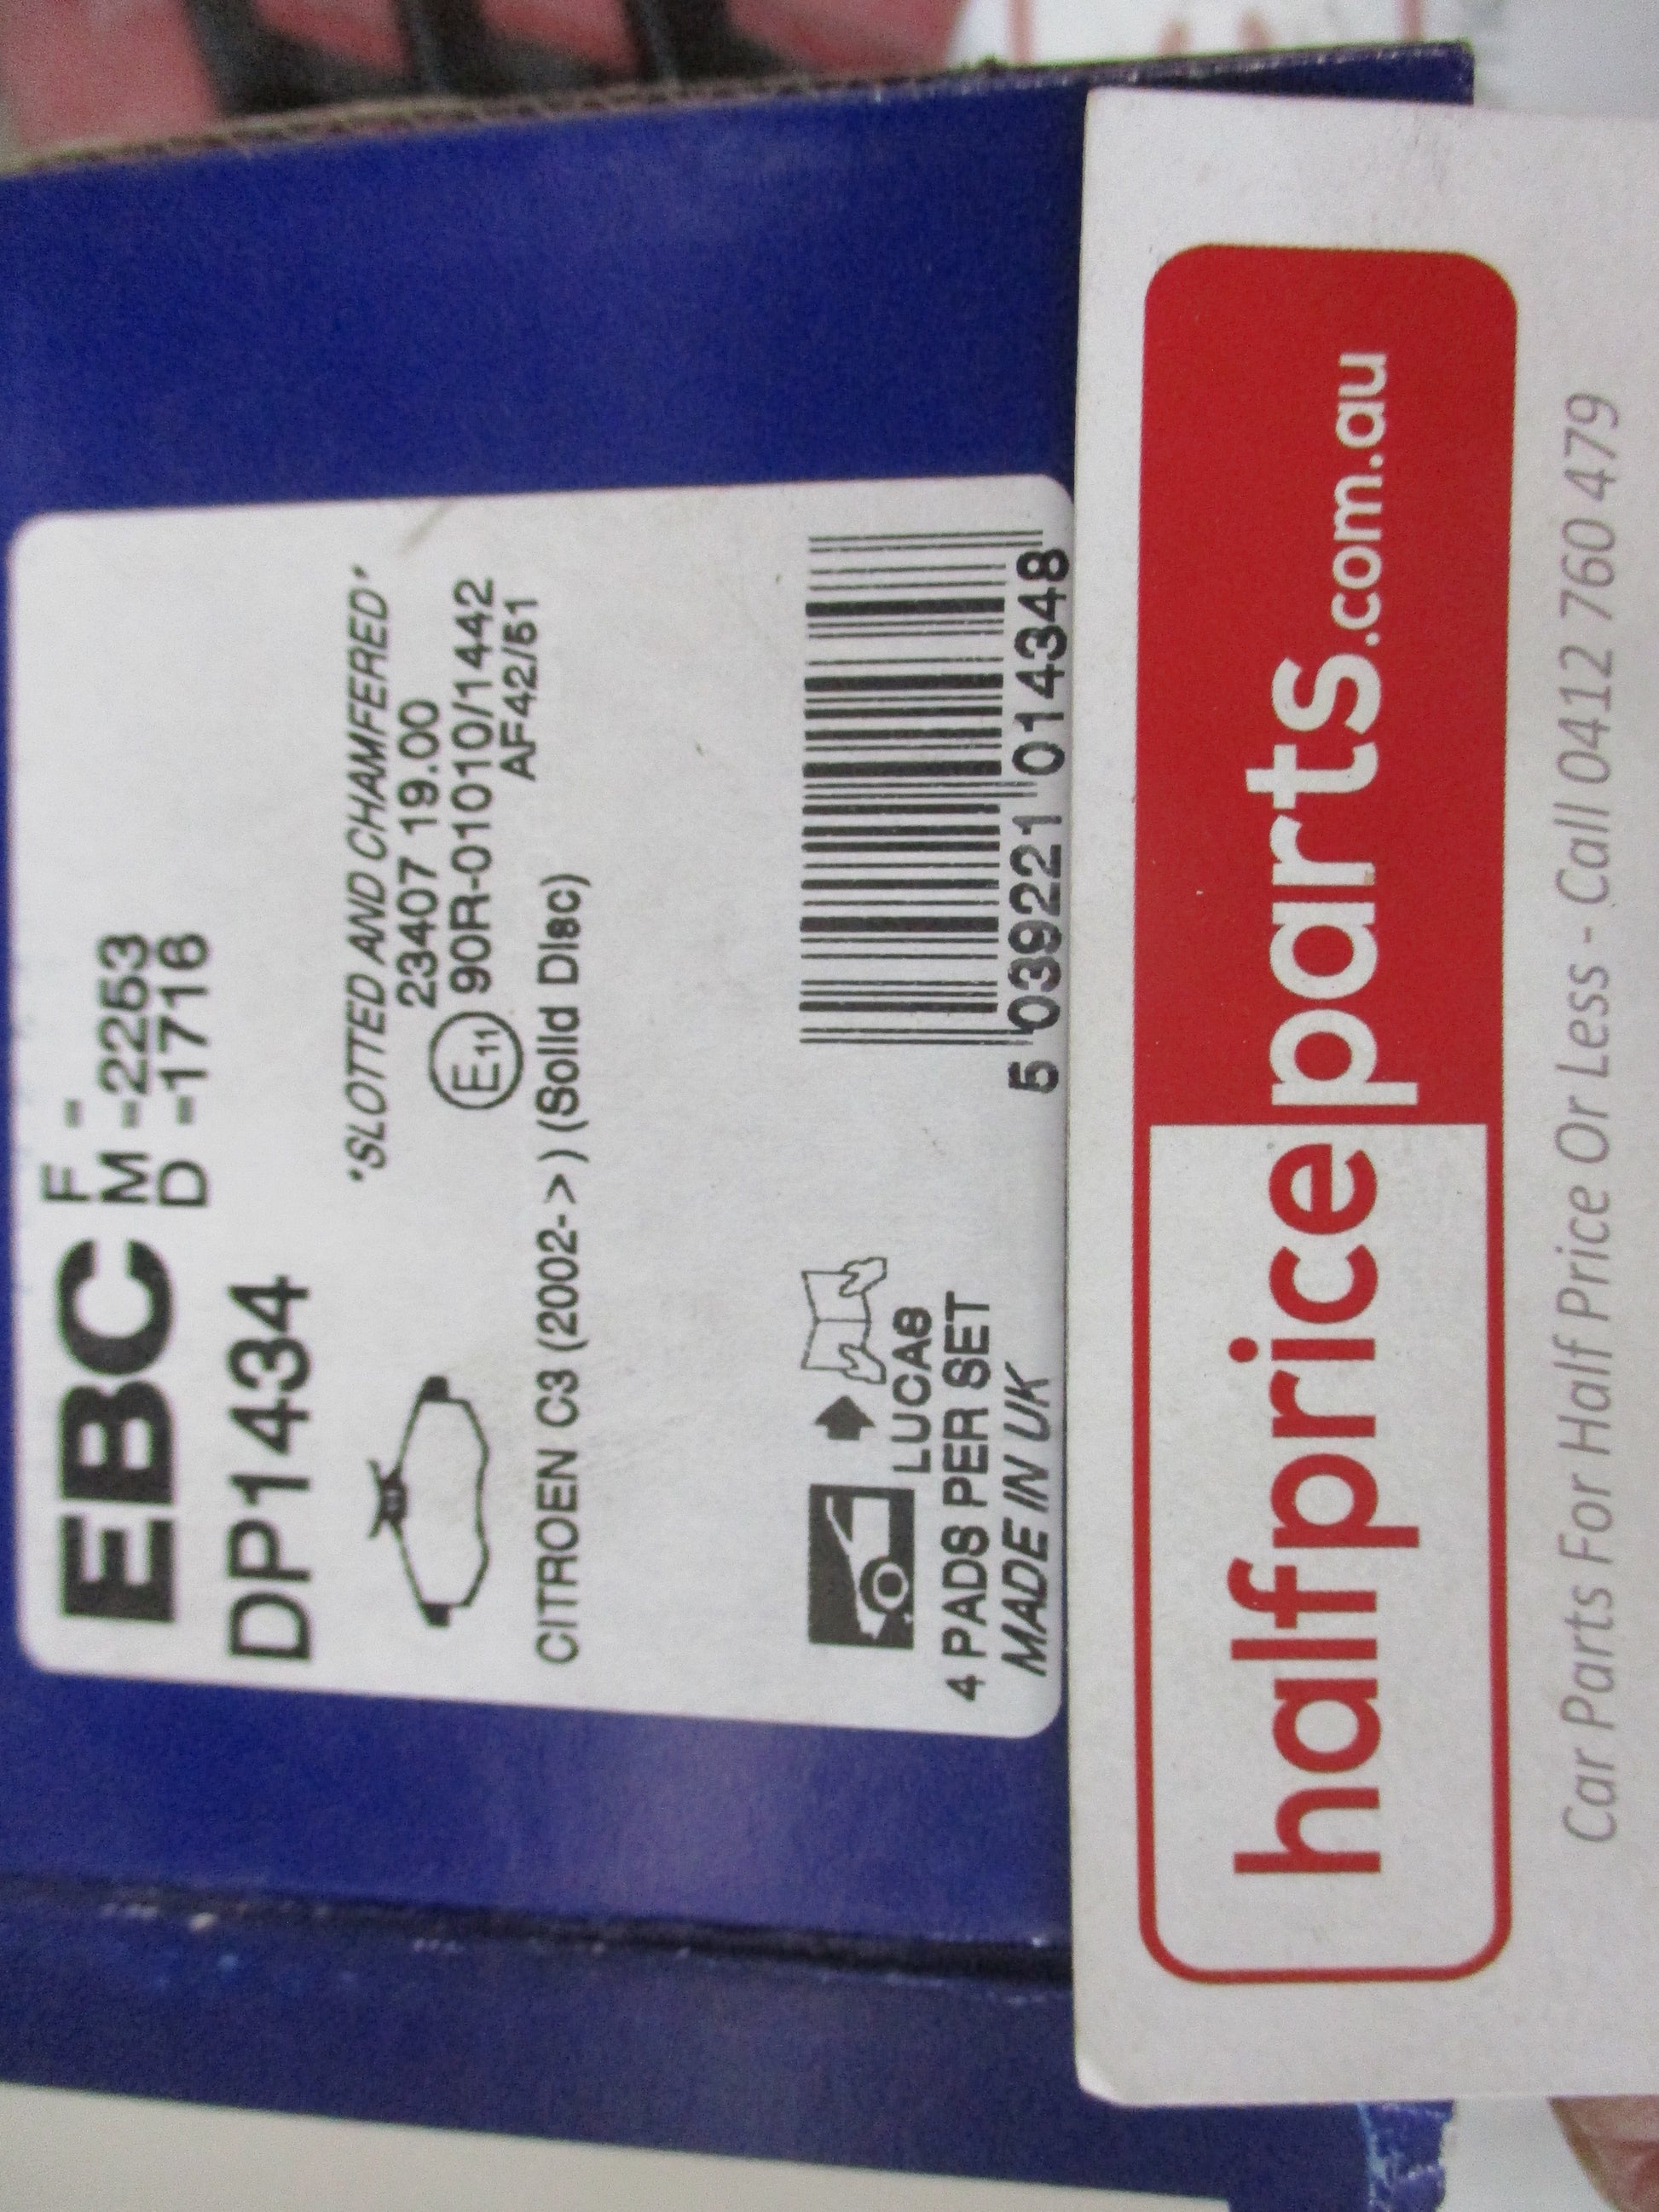 EBC
F -
M -2253
D -1716
DP1434
"SLOTTED AND CHAMFERED"
23407 19.00
E11 90R-01010/1442
AF42/51
CITROEN C3 (2002->) (Solid Disc)
LUCAS
4 PADS PER SET
MADE IN UK
5 039221 014348
halfpriceparts.com.au
Car Parts For Half Price Or Less - Call 0412 760 479